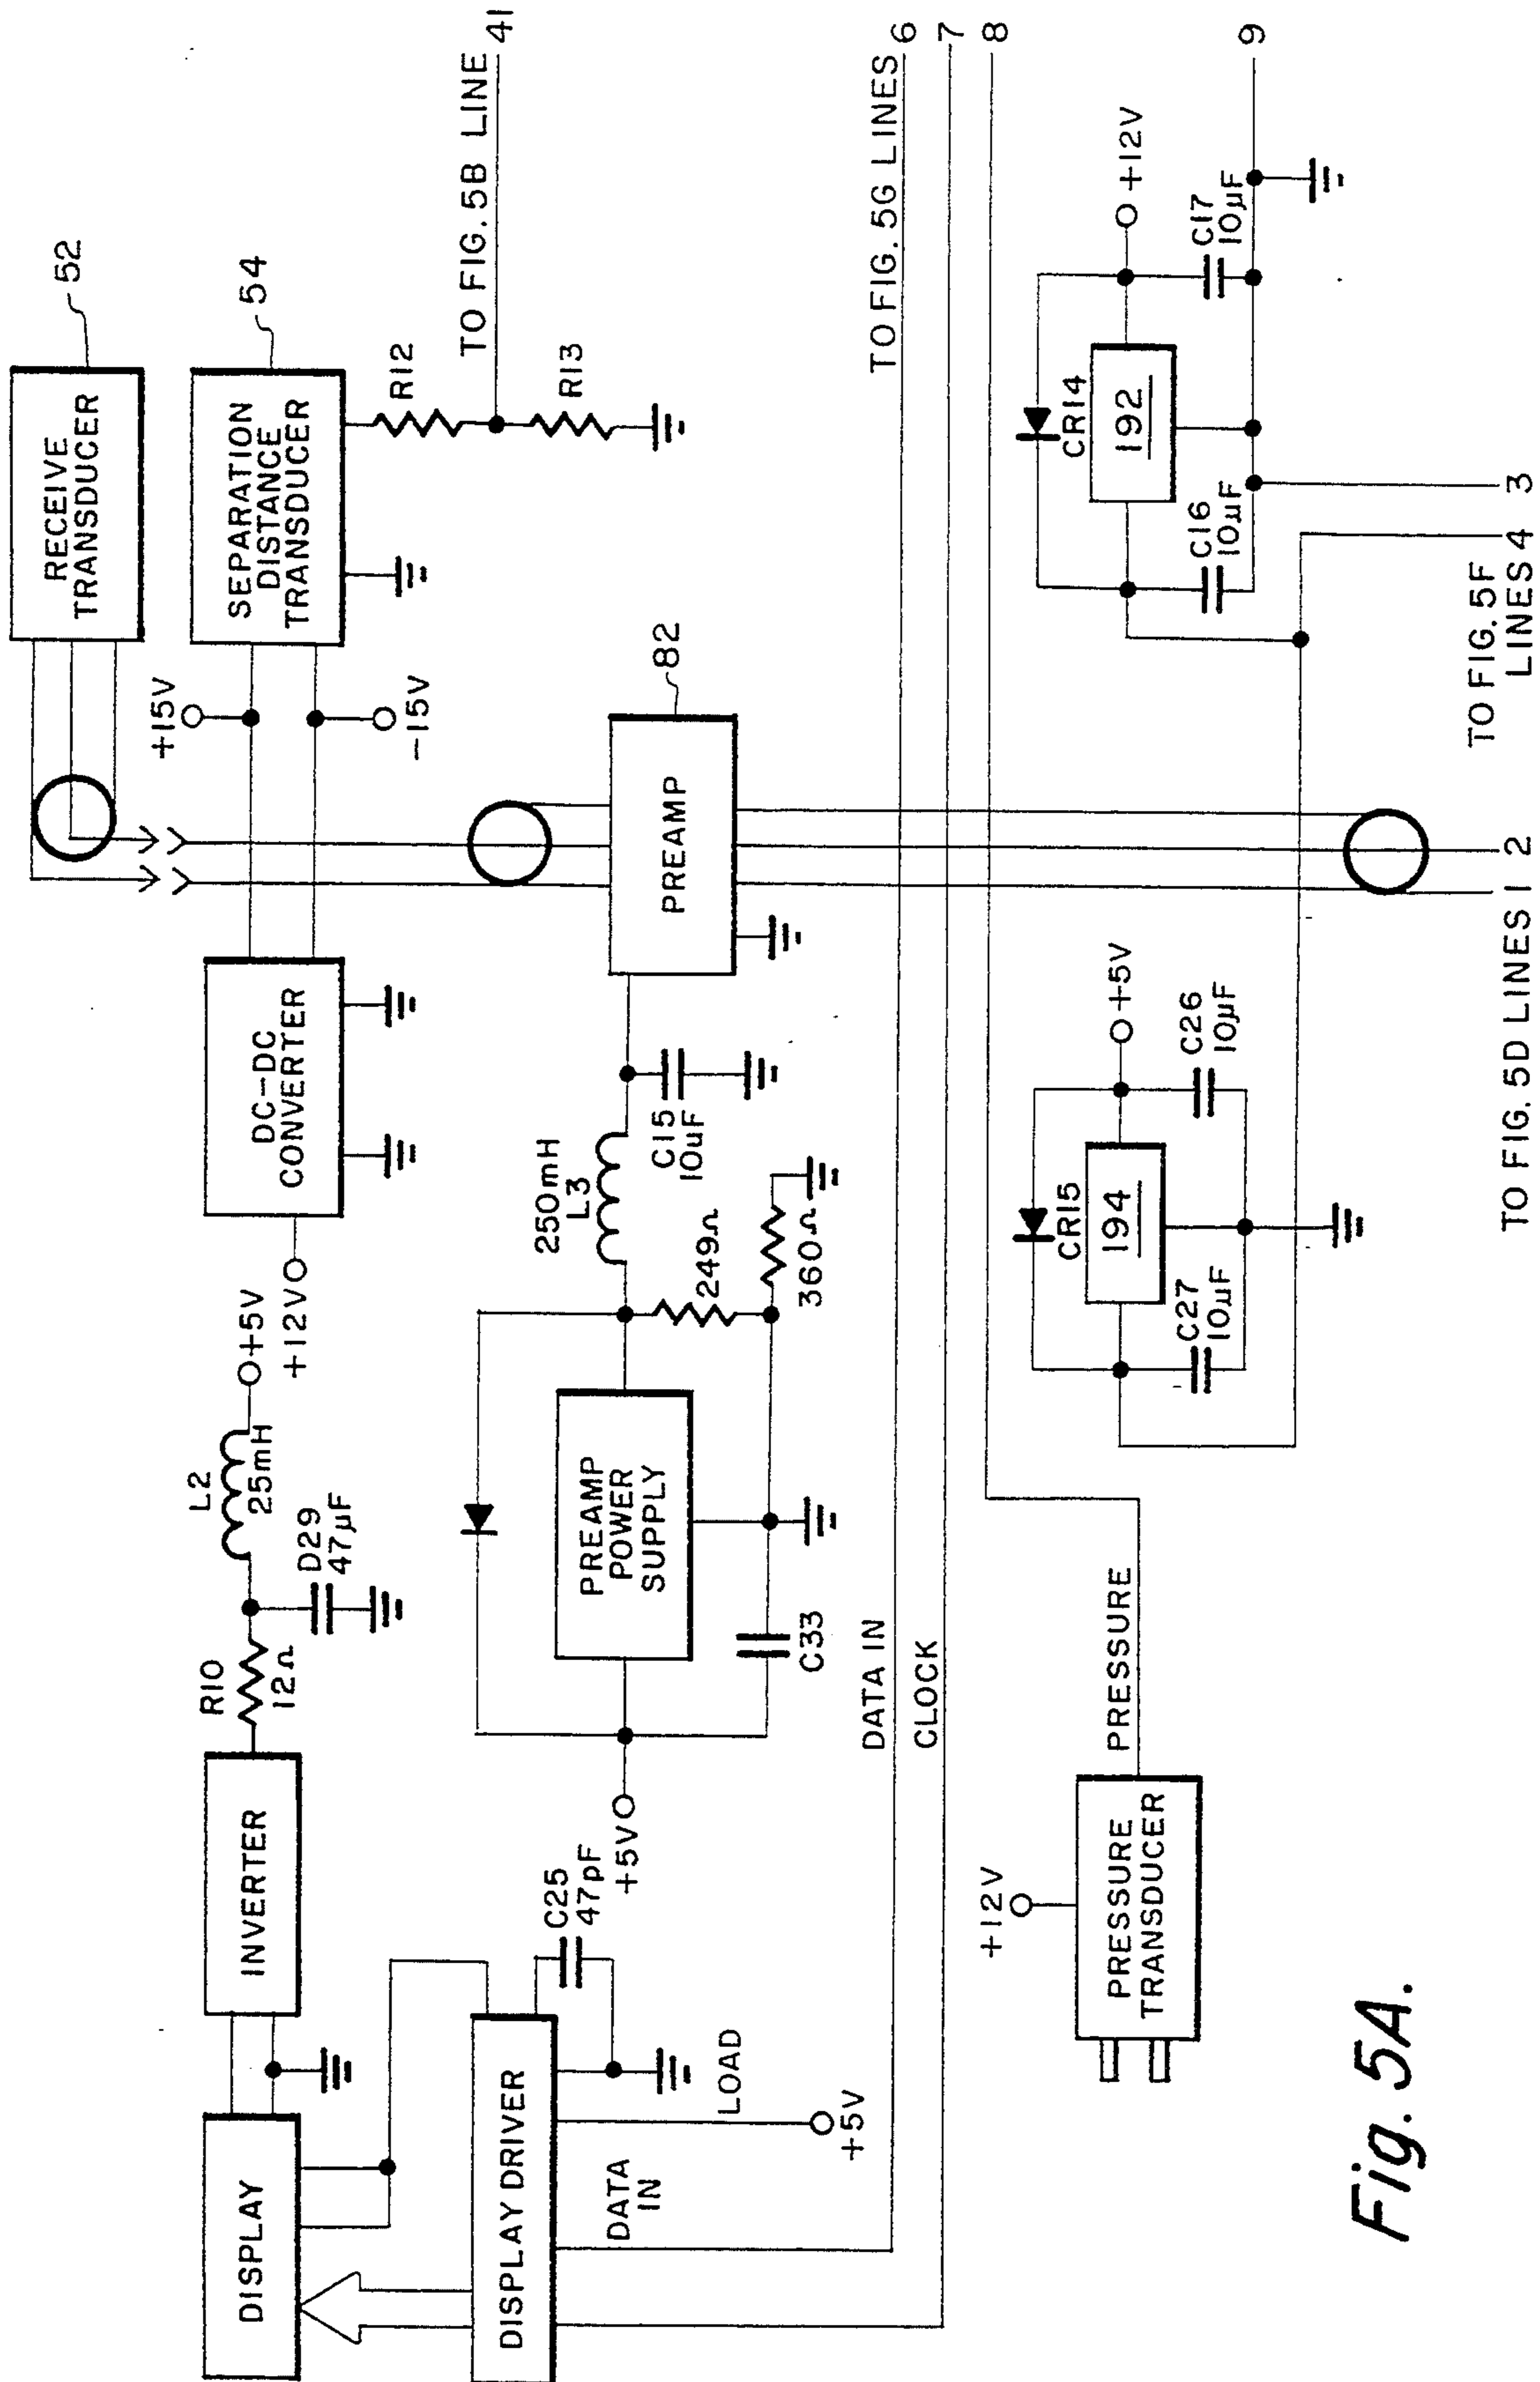 RECEIVE
TRANSDUCER
52
SEPARATION
DISTANCE
TRANSDUCER
54
+15V
-15V
R12
R13
TO FIG. 5B LINE 41
DC-DC
CONVERTER
+12V
+5V
L2
25mH
D29
47µF
R10
12Ω
INVERTER
DISPLAY
DISPLAY DRIVER
C25
47pF
LOAD
+5V
DATA
IN
PREAMP
82
250mH
L3
C15
10uF
249Ω
360Ω
PREAMP
POWER
SUPPLY
C33
+5V
DATA IN
CLOCK
TO FIG. 5G LINES 6
7
8
9
+12V
PRESSURE
TRANSDUCER
PRESSURE
CR15
194
+5V
C27
10µF
C26
10µF
CR14
192
+12V
C16
10µF
C17
10µF
TO FIG. 5D LINES 1 2
TO FIG. 5F
LINES 4 3
Fig. 5A.